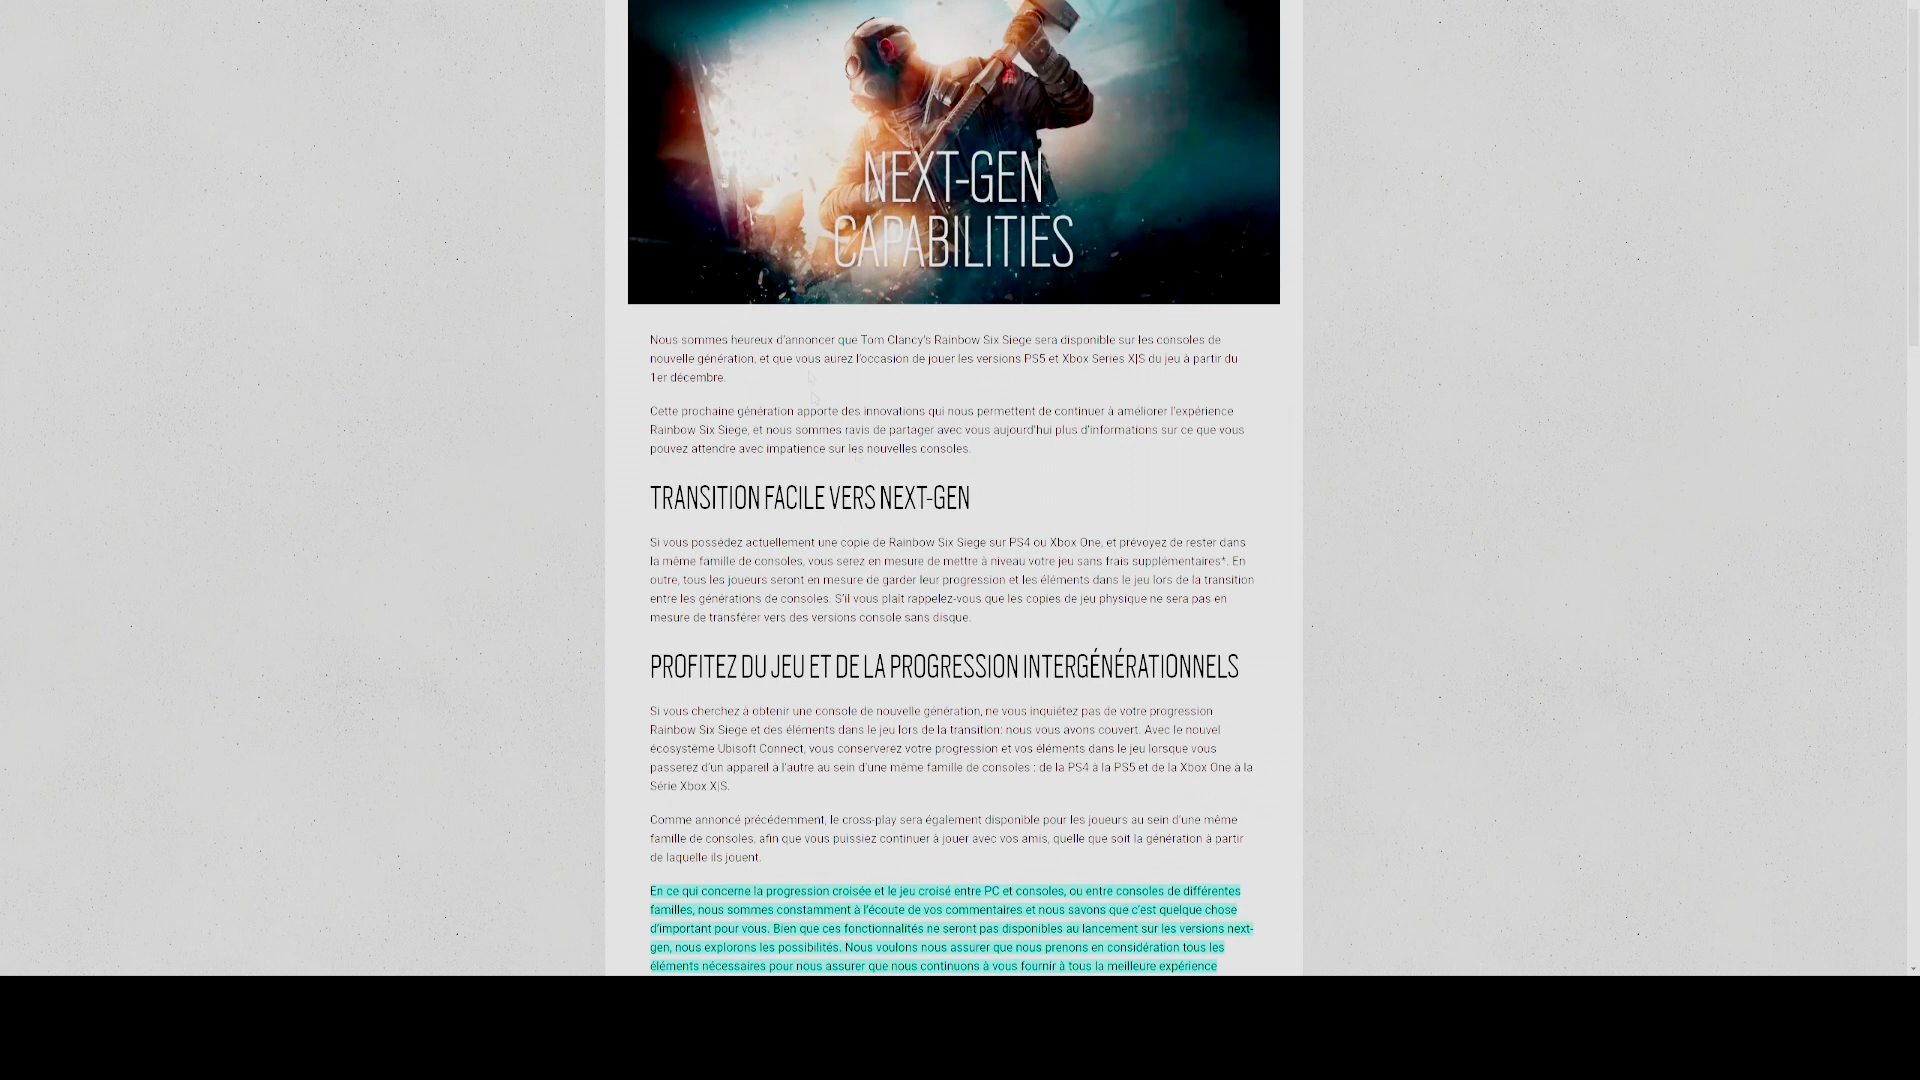 NEXT-GEN
CAPABILITIES
Nous sommes heureux d'annoncer que Tom Clancy's Rainbow Six Siege sera disponible sur les consoles de
nouvelle génération, et que vous aurez l'occasion de jouer les versions PS5 et Xbox Series X|S du jeu à partir du
1er décembre.
Cette prochaine génération apporte des innovations qui nous permettent de continuer à améliorer l'expérience
Rainbow Six Siege, et nous sommes ravis de partager avec vous aujourd'hui plus d'informations sur ce que vous
pouvez attendre avec impatience sur les nouvelles consoles.
TRANSITION FACILE VERS NEXT-GEN
Si vous possédez actuellement une copie de Rainbow Six Siege sur PS4 ou Xbox One, et prévoyez de rester dans
la même famille de consoles, vous serez en mesure de mettre à niveau votre jeu sans frais supplémentaires*. En
outre, tous les joueurs seront en mesure de garder leur progression et les éléments dans le jeu lors de la transition
entre les générations de consoles. S'il vous plaît rappelez-vous que les copies de jeu physique ne sera pas en
mesure de transférer vers des versions console sans disque.
PROFITEZ DU JEU ET DE LA PROGRESSION INTERGÉNÉRATIONNELS
Si vous cherchez à obtenir une console de nouvelle génération, ne vous inquiétez pas de votre progression
Rainbow Six Siege et des éléments dans le jeu lors de la transition: nous vous avons couvert. Avec le nouvel
écosystème Ubisoft Connect, vous conserverez votre progression et vos éléments dans le jeu lorsque vous
passerez d'un appareil à l'autre au sein d'une même famille de consoles : de la PS4 à la PS5 et de la Xbox One à la
Série Xbox X|S.
Comme annoncé précédemment, le cross-play sera également disponible pour les joueurs au sein d'une même
famille de consoles, afin que vous puissiez continuer à jouer avec vos amis, quelle que soit la génération à partir
de laquelle ils jouent.
En ce qui concerne la progression croisée et le jeu croisé entre PC et consoles, ou entre consoles de différentes
familles, nous sommes constamment à l'écoute de vos commentaires et nous savons que c'est quelque chose
d'important pour vous. Bien que ces fonctionnalités ne seront pas disponibles au lancement sur les versions next-
gen, nous explorons les possibilités. Nous voulons nous assurer que nous prenons en considération tous les
éléments nécessaires pour nous assurer que nous continuons à vous fournir à tous la meilleure expérience